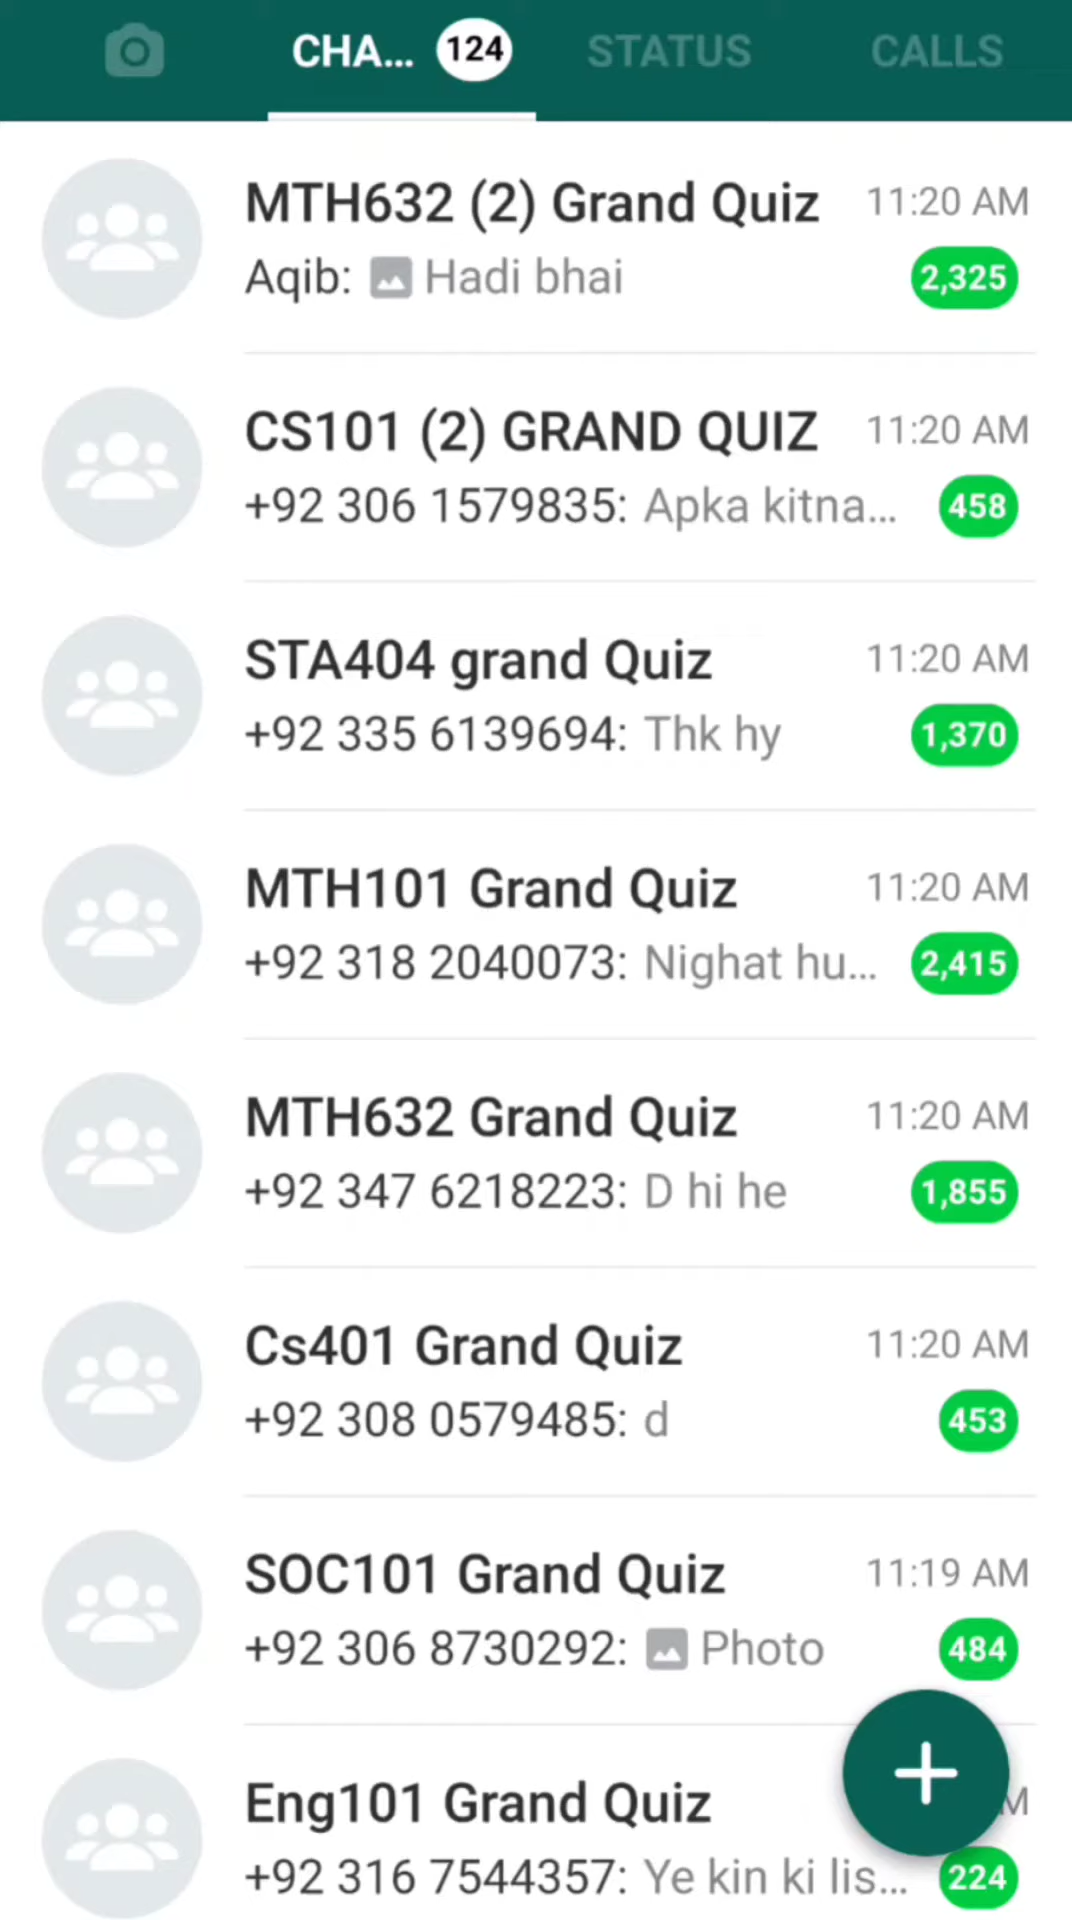 CHA... 124 STATUS CALLS
MTH632 (2) Grand Quiz 11:20 AM
Aqib: Hadi bhai 2,325
CS101 (2) GRAND QUIZ 11:20 AM
+92 306 1579835: Apka kitna... 458
STA404 grand Quiz 11:20 AM
+92 335 6139694: Thk hy 1,370
MTH101 Grand Quiz 11:20 AM
+92 318 2040073: Nighat hu... 2,415
MTH632 Grand Quiz 11:20 AM
+92 347 6218223: D hi he 1,855
Cs401 Grand Quiz 11:20 AM
+92 308 0579485: d 453
SOC101 Grand Quiz 11:19 AM
+92 306 8730292: Photo 484
Eng101 Grand Quiz
+92 316 7544357: Ye kin ki lis... 224